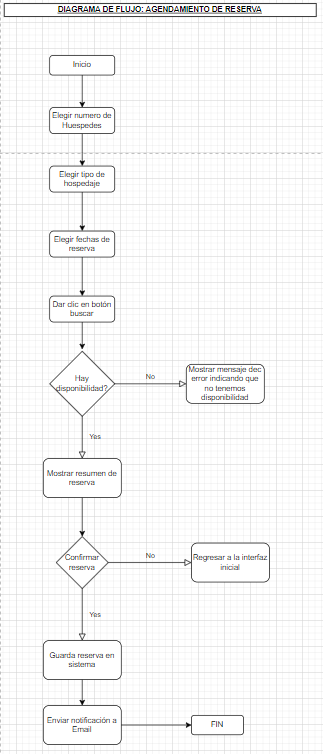 DIAGRAMA DE FLUJO: AGENDAMIENTO DE RESERVA
Inicio
Elegir numero de
Huespedes
Elegir tipo de
hospedaje
Elegir fechas de
reserva
Dar clic en botón
buscar
Hay
disponibilidad?
No
Mostrar mensaje dec
error indicando que
no tenemos
disponibilidad
Yes
Mostrar resumen de
reserva
Confirmar
reserva
No
Regresar a la interfaz
inicial
Yes
Guarda reserva en
sistema
Enviar notificación a
Email
FIN